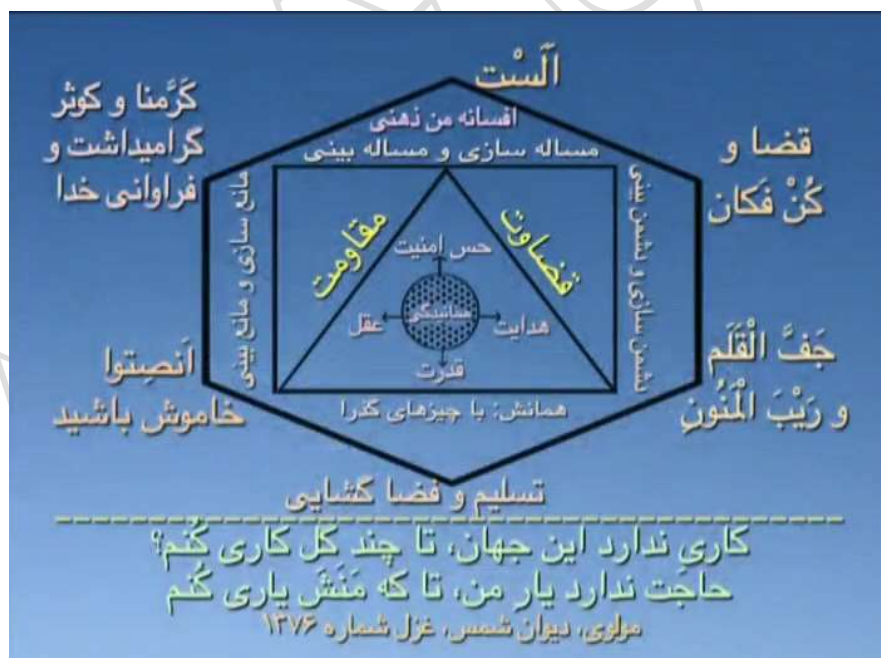 اَلَسْت
کَرَّمنا و کوثر
گرامیداشت و
فراوانی خدا
قضا و
کُنْ فَکان
افسانه من ذهنی
مساله سازی و مساله بینی
مانع سازی و مانع بینی
دشمن سازی و دشمن بینی
مقاومت
قضاوت
حس امنیت
عقل
همانیدگی
هدایت
قدرت
جَفَّ الْقَلَم
و رَیْبَ الْمَنُونِ
اَنصِتوا
خاموش باشید
همانش: با چیزهای گذرا
تسلیم و فضا گشایی
کاری ندارد این جهان، تا چند گل کاری کُنم؟
حاجَت ندارد یارِ من، تا که مَنَش یاری کُنم
مولوی، دیوان شمس، غزل شماره ۱۳۷۶